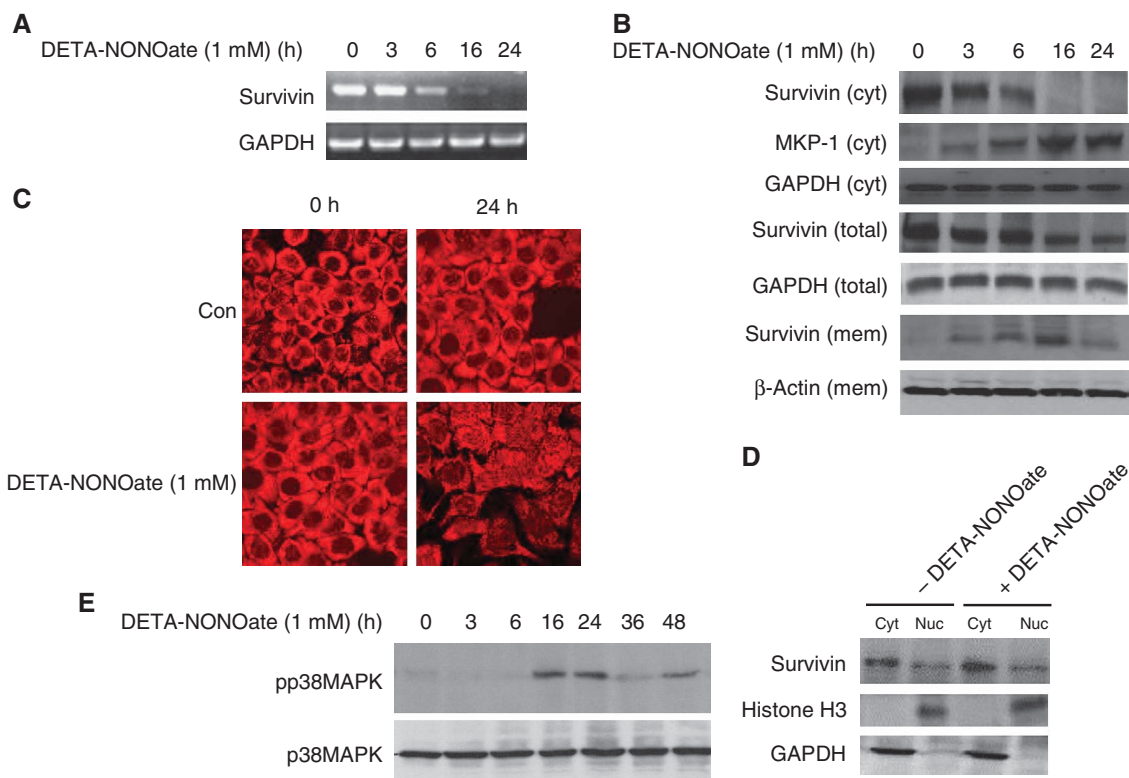 A
DETA-NONOate (1 mM) (h) 0 3 6 16 24
Survivin
GAPDH
B
DETA-NONOate (1 mM) (h) 0 3 6 16 24
Survivin (cyt)
MKP-1 (cyt)
GAPDH (cyt)
Survivin (total)
GAPDH (total)
Survivin (mem)
β-Actin (mem)
C
0 h 24 h
Con
DETA-NONOate (1 mM)
D
– DETA-NONOate + DETA-NONOate
Cyt Nuc Cyt Nuc
Survivin
Histone H3
GAPDH
E
DETA-NONOate (1 mM) (h) 0 3 6 16 24 36 48
pp38MAPK
p38MAPK